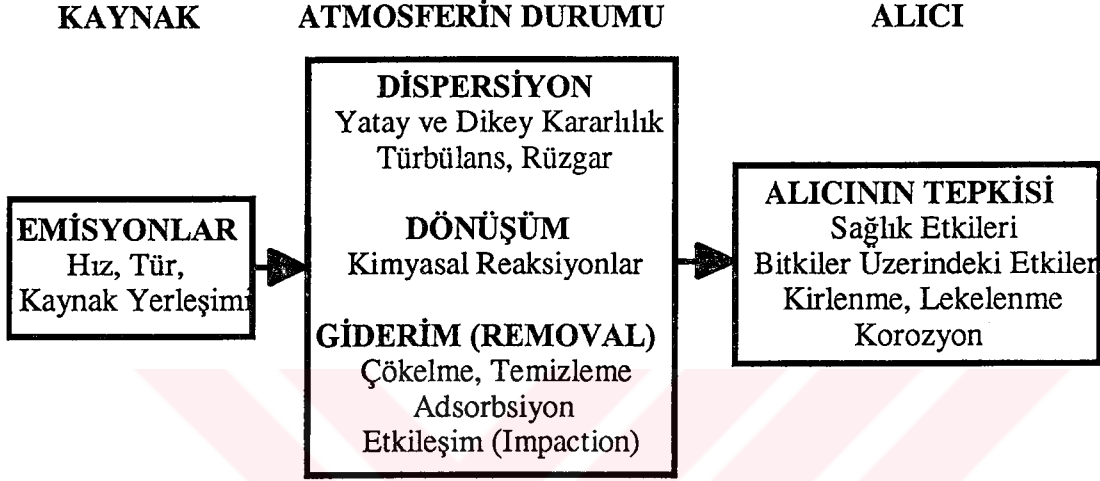 KAYNAK
ATMOSFERİN DURUMU
ALICI
EMİSYONLAR
Hız, Tür,
Kaynak Yerleşimi
DİSPERSİYON
Yatay ve Dikey Kararlılık
Türbülans, Rüzgar
DÖNÜŞÜM
Kimyasal Reaksiyonlar
GİDERİM (REMOVAL)
Çökelme, Temizleme
Adsorbsiyon
Etkileşim (Impaction)
ALICININ TEPKİSİ
Sağlık Etkileri
Bitkiler Üzerindeki Etkiler
Kirlenme, Lekelenme
Korozyon